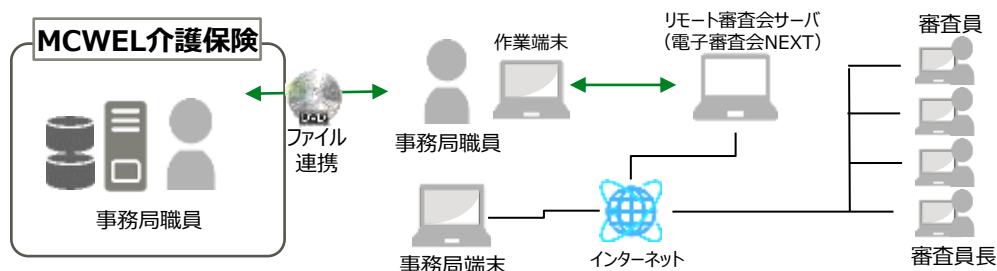 MCWEL介護保険
事務局職員
ファイル
連携
作業端末
事務局職員
リモート審査会サーバ
（電子審査会NEXT）
事務局端末
インターネット
審査員
審査員長